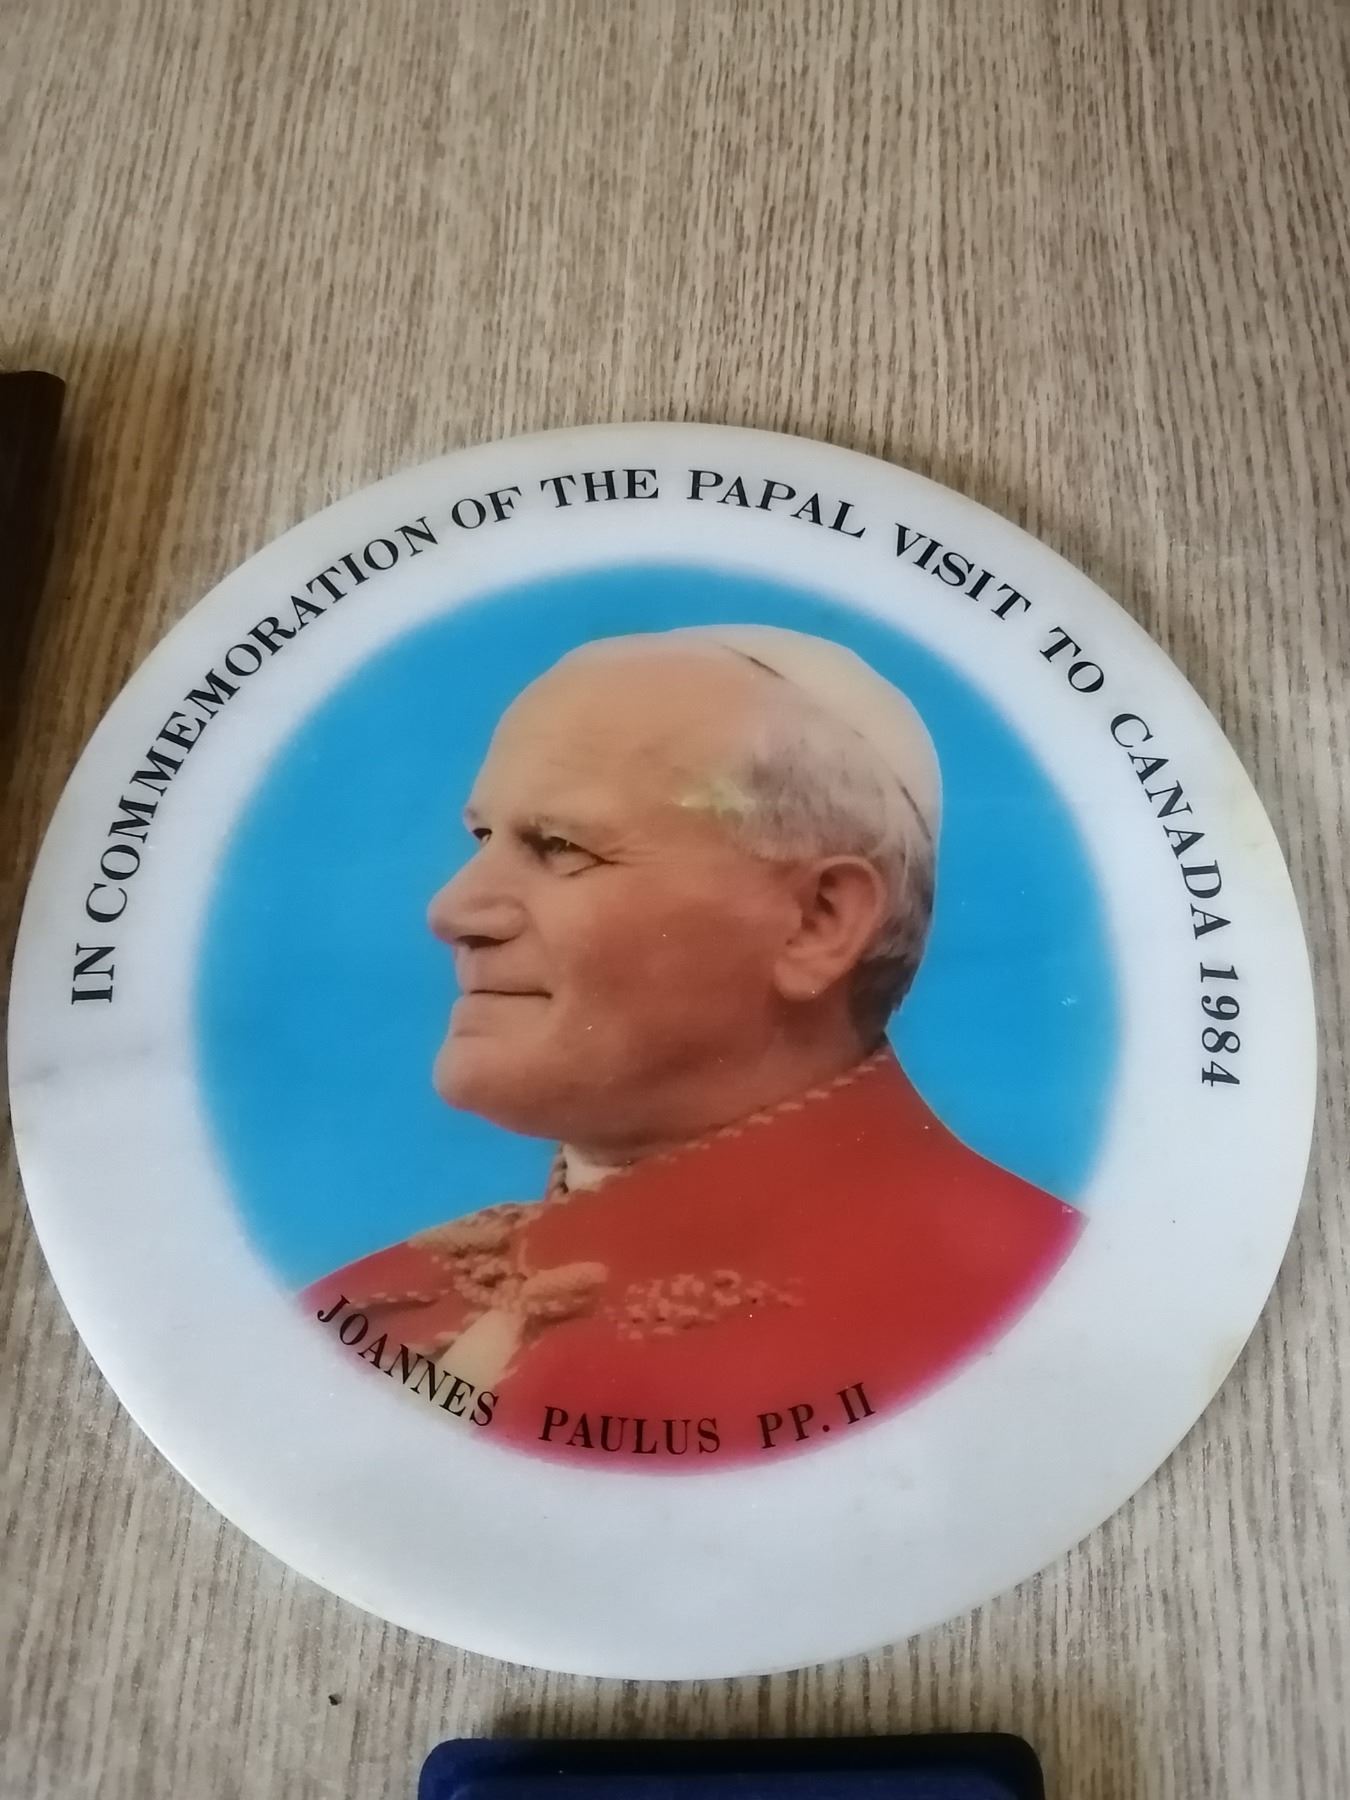 IN COMMEMORATION OF THE PAPAL VISIT TO CANADA 1984
JOANNES PAULUS PP. II